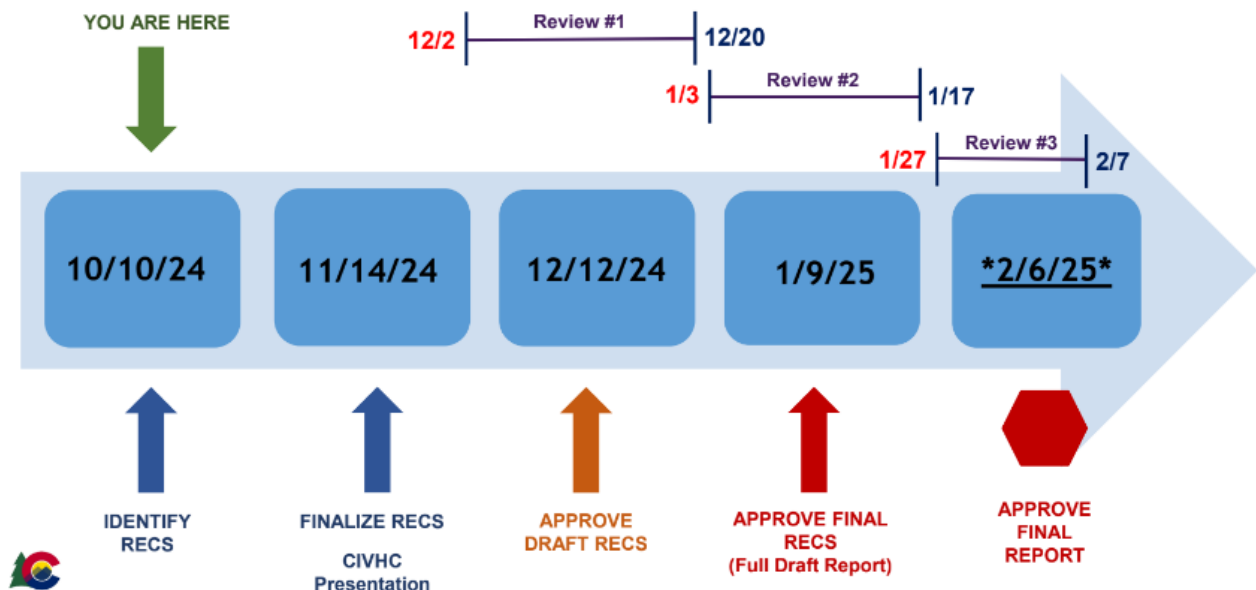 YOU ARE HERE
12/2
Review #1
12/20
1/3
Review #2
1/17
1/27
Review #3
2/7
10/10/24
11/14/24
12/12/24
1/9/25
*2/6/25*
IDENTIFY
RECS
FINALIZE RECS
CIVHC
Presentation
APPROVE
DRAFT RECS
APPROVE FINAL
RECS
(Full Draft Report)
APPROVE
FINAL
REPORT